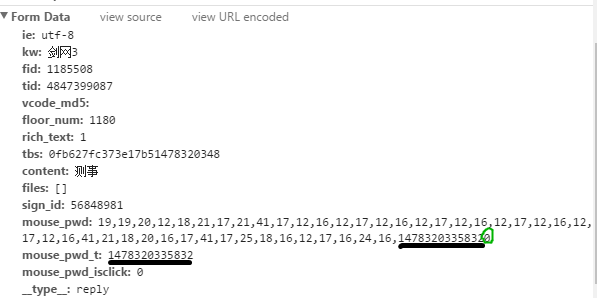 ▼ Form Data view source view URL encoded
ie: utf-8
kw: 剑网3
fid: 1185508
tid: 4847399087
vcode_md5:
floor_num: 1180
rich_text: 1
tbs: 0fb627fc373e17b51478320348
content: 测事
files: []
sign_id: 56848981
mouse_pwd: 19,19,20,12,18,21,17,21,41,17,12,16,12,17,12,16,12,17,12,16,12,17,12,16,12,
17,12,16,41,21,18,20,16,17,41,17,25,18,16,12,17,16,24,16,14783203358320
mouse_pwd_t: 1478320335832
mouse_pwd_isclick: 0
__type__: reply